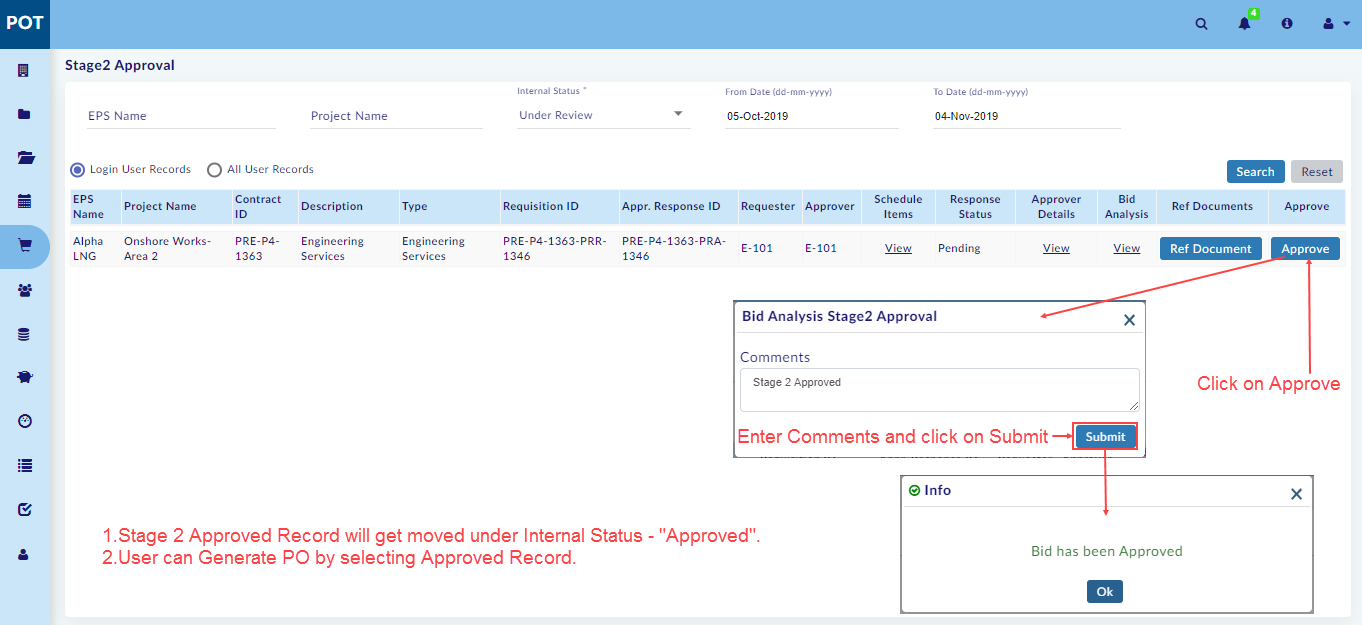 POT
4
Stage2 Approval
Internal Status *
From Date (dd-mm-yyyy)
To Date (dd-mm-yyyy)
EPS Name
Project Name
Under Review
05-Oct-2019
04-Nov-2019
Login User Records
All User Records
Search
Reset
EPS Name
Project Name
Contract ID
Description
Type
Requisition ID
Appr. Response ID
Requester
Approver
Schedule Items
Response Status
Approver Details
Bid Analysis
Ref Documents
Approve
Alpha LNG
Onshore Works-
Area 2
PRE-P4-
1363
Engineering Services
Engineering Services
PRE-P4-1363-PRR-
1346
PRE-P4-1363-PRA-
1346
E-101
E-101
View
Pending
View
View
Ref Document
Approve
Bid Analysis Stage2 Approval
Comments
Stage 2 Approved
Click on Approve
Enter Comments and click on Submit
Submit
Info
Bid has been Approved
Ok
1.Stage 2 Approved Record will get moved under Internal Status - "Approved".
2.User can Generate PO by selecting Approved Record.